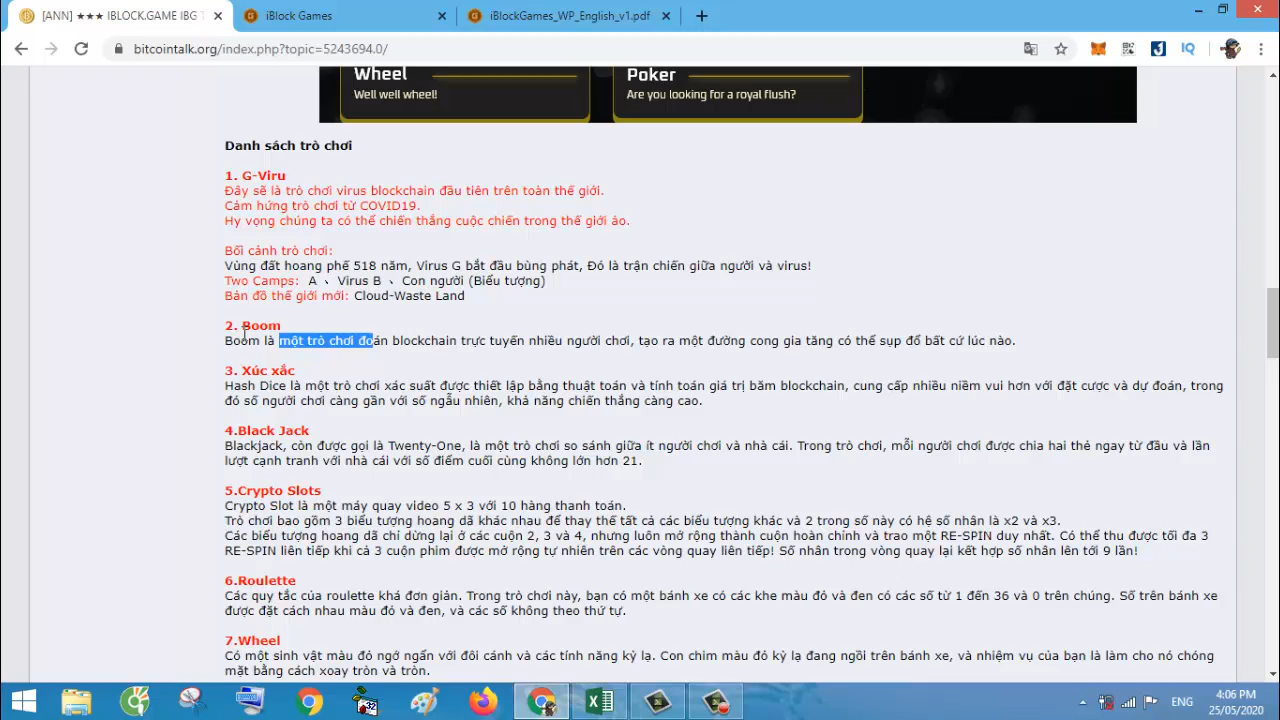 [ANN] ★★★ IBLOCK.GAME IBG T
iBlock Games
iBlockGames_WP_English_v1.pdf
bitcointalk.org/index.php?topic=5243694.0/
Wheel
Well well wheel!
Poker
Are you looking for a royal flush?
Danh sách trò chơi
1. G-Viru
Đây sẽ là trò chơi virus blockchain đầu tiên trên toàn thế giới.
Cảm hứng trò chơi từ COVID19.
Hy vọng chúng ta có thể chiến thắng cuộc chiến trong thế giới ảo.
Bối cảnh trò chơi:
Vùng đất hoang phế 518 năm, Virus G bắt đầu bùng phát, Đó là trận chiến giữa người và virus!
Two Camps: A 、 Virus B 、 Con người (Biểu tượng)
Bản đồ thế giới mới: Cloud-Waste Land
2. Boom
Boom là một trò chơi đoán blockchain trực tuyến nhiều người chơi, tạo ra một đường cong gia tăng có thể sụp đổ bất cứ lúc nào.
3. Xúc xắc
Hash Dice là một trò chơi xác suất được thiết lập bằng thuật toán và tính toán giá trị băm blockchain, cung cấp nhiều niềm vui hơn với đặt cược và dự đoán, trong
đó số người chơi càng gần với số ngẫu nhiên, khả năng chiến thắng càng cao.
4.Black Jack
Blackjack, còn được gọi là Twenty-One, là một trò chơi so sánh giữa ít người chơi và nhà cái. Trong trò chơi, mỗi người chơi được chia hai thẻ ngay từ đầu và lần
lượt cạnh tranh với nhà cái với số điểm cuối cùng không lớn hơn 21.
5.Crypto Slots
Crypto Slot là một máy quay video 5 x 3 với 10 hàng thanh toán.
Trò chơi bao gồm 3 biểu tượng hoang dã khác nhau để thay thế tất cả các biểu tượng khác và 2 trong số này có hệ số nhân là x2 và x3.
Các biểu tượng hoang dã chỉ dừng lại ở các cuộn 2, 3 và 4, nhưng luôn mở rộng thành cuộn hoàn chỉnh và trao một RE-SPIN duy nhất. Có thể thu được tối đa 3
RE-SPIN liên tiếp khi cả 3 cuộn phim được mở rộng tự nhiên trên các vòng quay liên tiếp! Số nhân trong vòng quay lại kết hợp số nhân lên tới 9 lần!
6.Roulette
Các quy tắc của roulette khá đơn giản. Trong trò chơi này, bạn có một bánh xe có các khe màu đỏ và đen có các số từ 1 đến 36 và 0 trên chúng. Số trên bánh xe
được đặt cách nhau màu đỏ và đen, và các số không theo thứ tự.
7.Wheel
Có một sinh vật màu đỏ ngớ ngẩn với đôi cánh và các tính năng kỳ lạ. Con chim màu đỏ kỳ lạ đang ngồi trên bánh xe, và nhiệm vụ của bạn là làm cho nó chóng
mặt bằng cách xoay tròn và tròn.
ENG
4:06 PM
25/05/2020